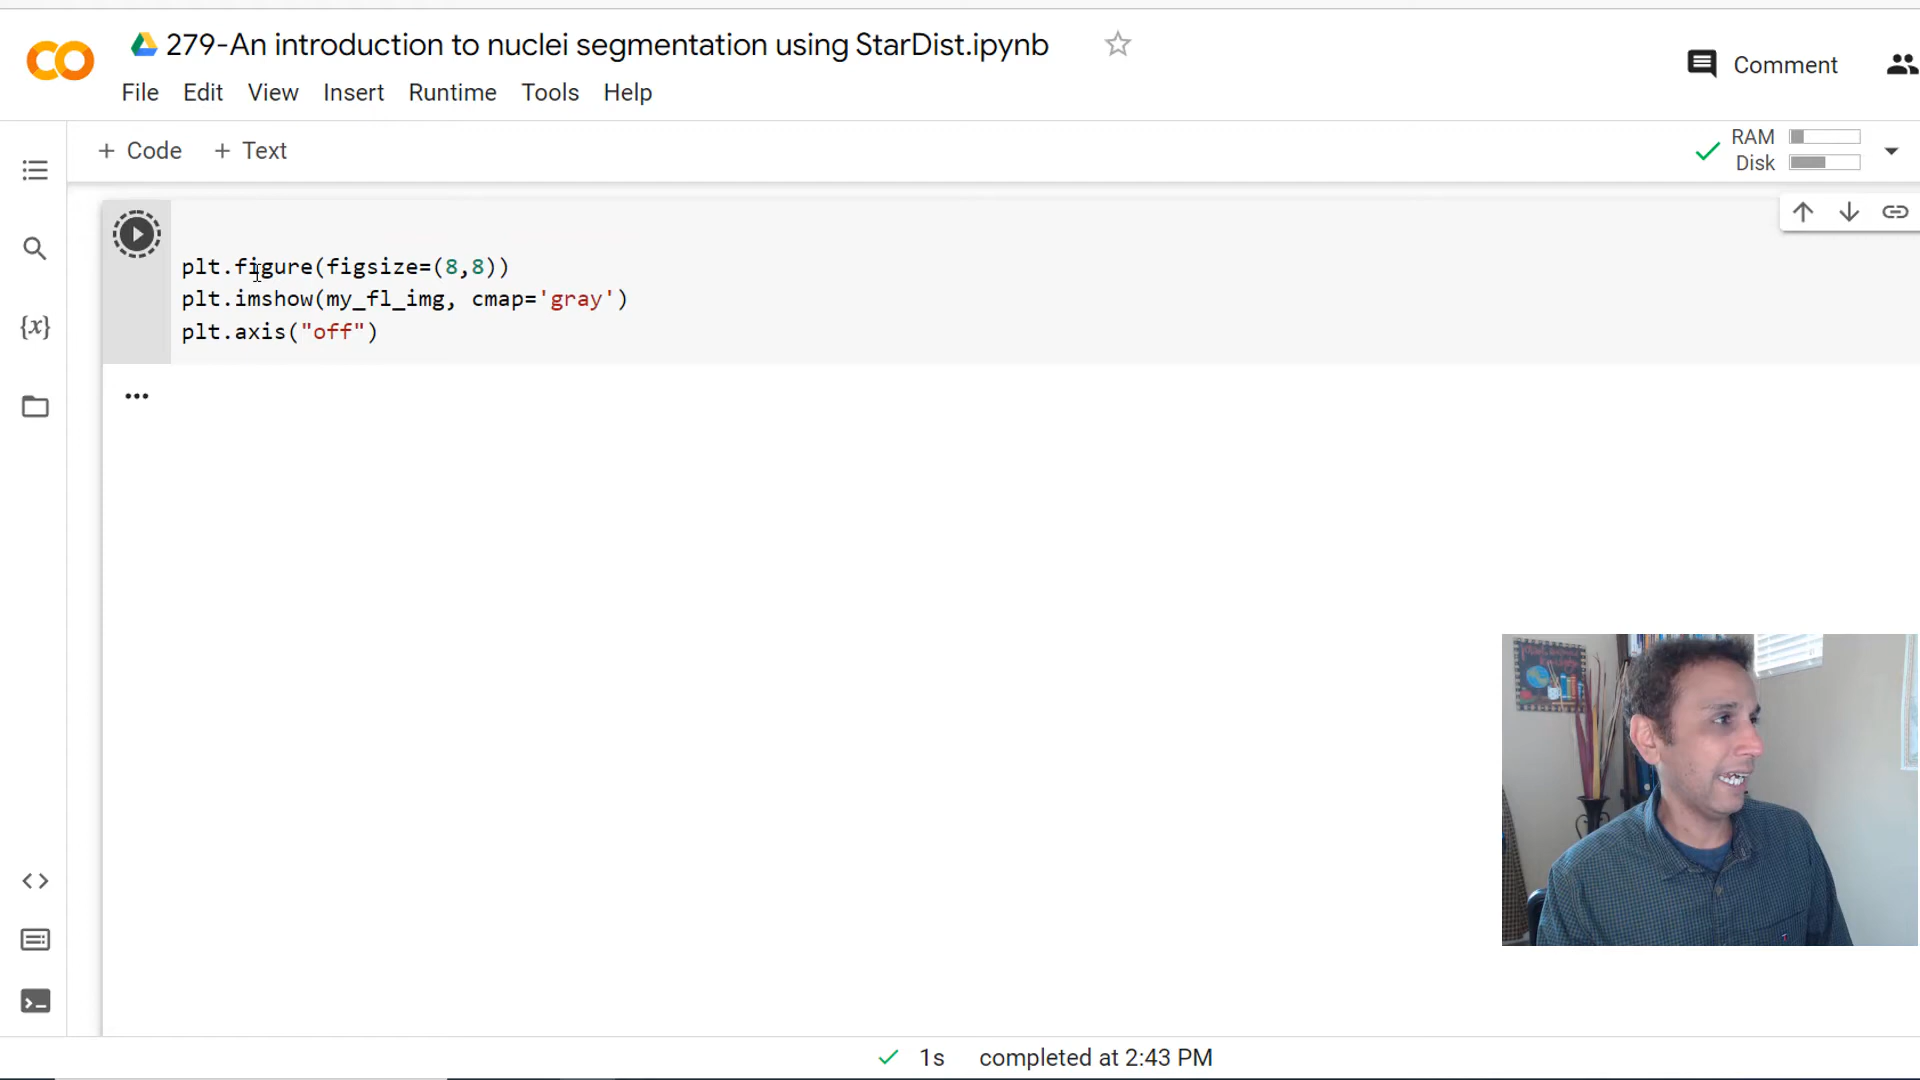 279-An introduction to nuclei segmentation using StarDist.ipynb
Comment
File Edit View Insert Runtime Tools Help
+ Code + Text
RAM
Disk
{x}
plt.figure(figsize=(8,8))
plt.imshow(my_fl_img, cmap='gray')
plt.axis("off")
1s completed at 2:43 PM